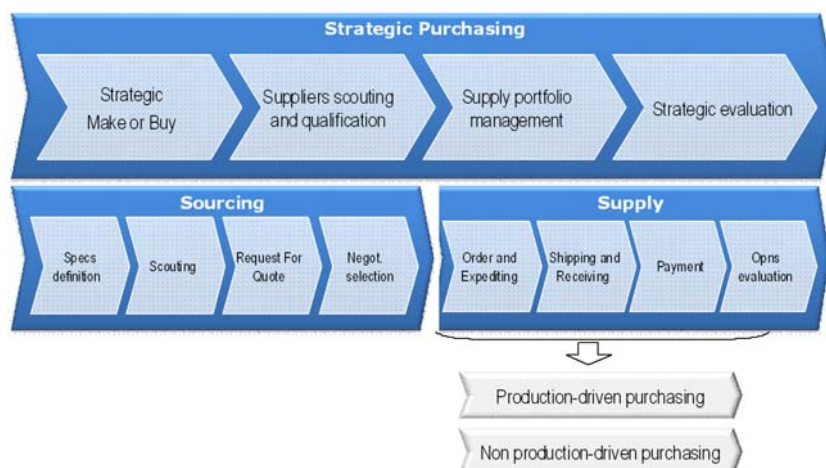 Strategic Purchasing
Strategic
Make or Buy
Suppliers scouting
and qualification
Supply portfolio
management
Strategic evaluation
Sourcing
Specs
definition
Scouting
Request For
Quote
Negot.
selection
Supply
Order and
Expediting
Shipping and
Receiving
Payment
Opns
evaluation
Production-driven purchasing
Non production-driven purchasing